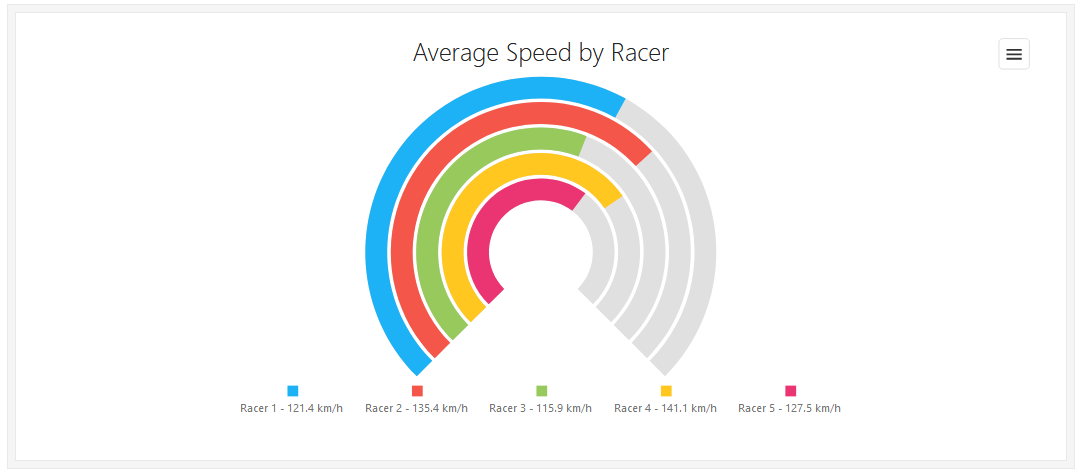 Average Speed by Racer
Racer 1 - 121.4 km/h
Racer 2 - 135.4 km/h
Racer 3 - 115.9 km/h
Racer 4 - 141.1 km/h
Racer 5 - 127.5 km/h